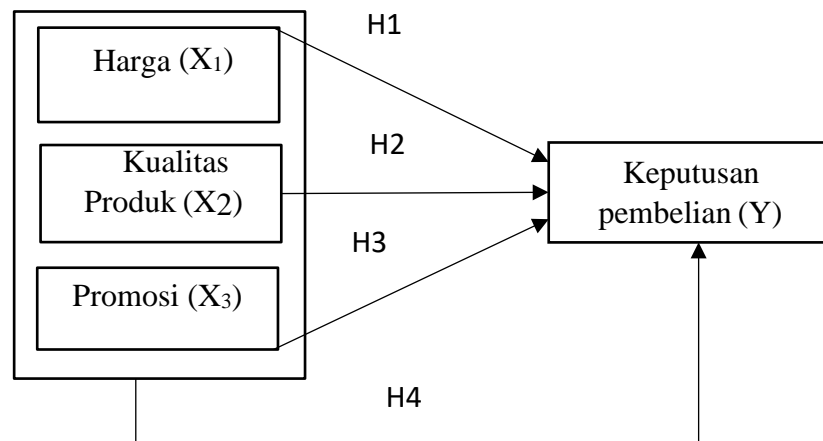 H1
Harga (X₁)
H2
Kualitas
Produk (X2)
Keputusan
pembelian (Y)
H3
Promosi (X₃)
H4